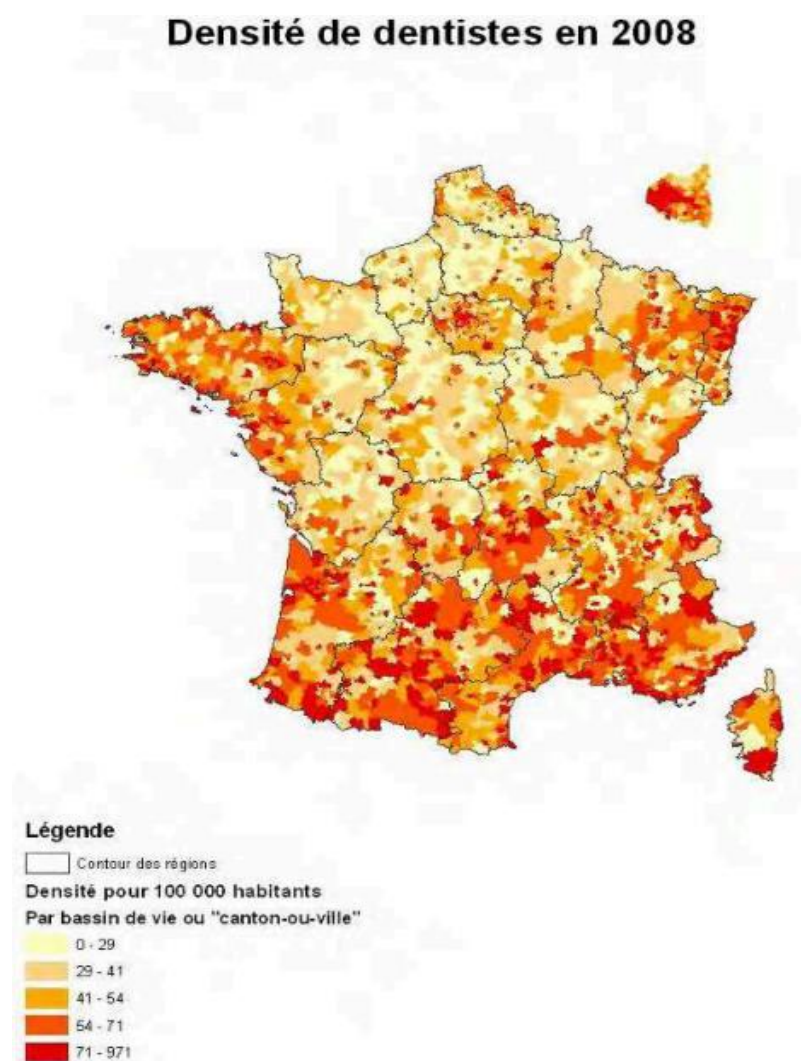 Densité de dentistes en 2008
Légende
Contour des régions
Densité pour 100 000 habitants
Par bassin de vie ou "canton-ou-ville"
0 - 29
29 - 41
41 - 54
54 - 71
71 - 971